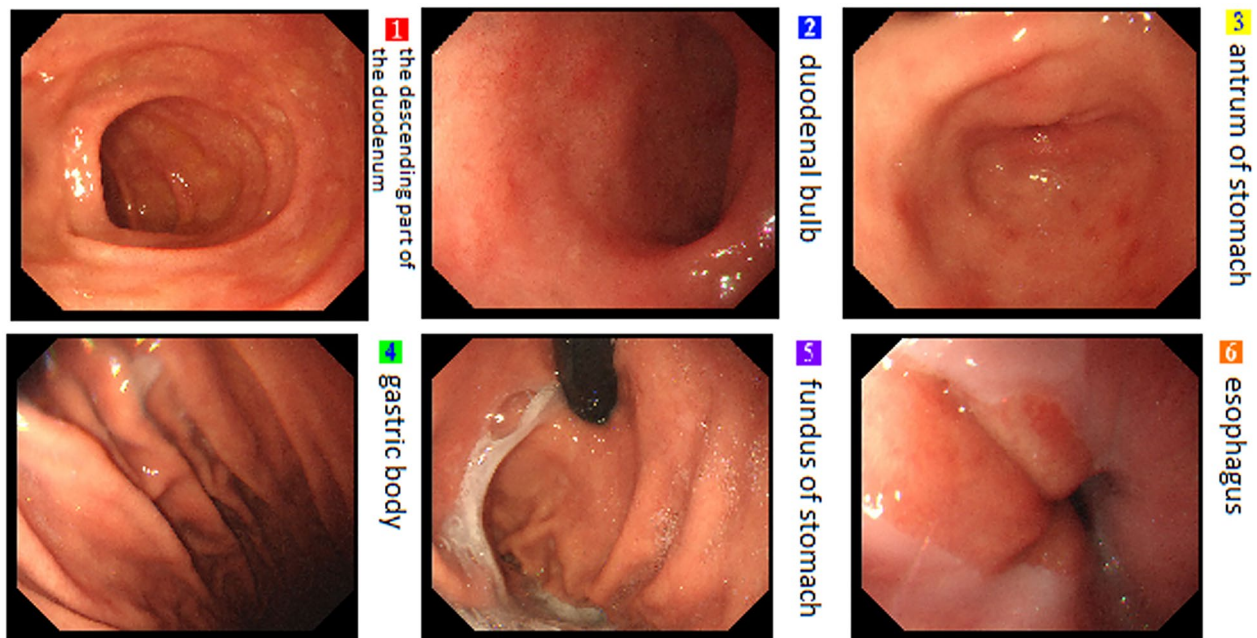 1 the descending part of
the duodenum
2 duodenal bulb
3 antrum of stomach
4 gastric body
5 fundus of stomach
6 esophagus